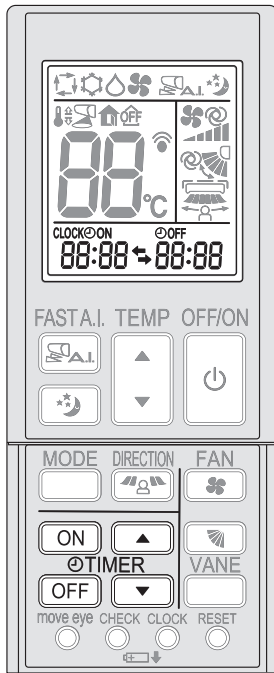 A.I.
OFF
88
°C
CLOCK ON OFF
88:88 88:88
FAST A.I. TEMP OFF/ON
A.I.
MODE DIRECTION FAN
ON
TIMER VANE
OFF
move eye CHECK CLOCK RESET